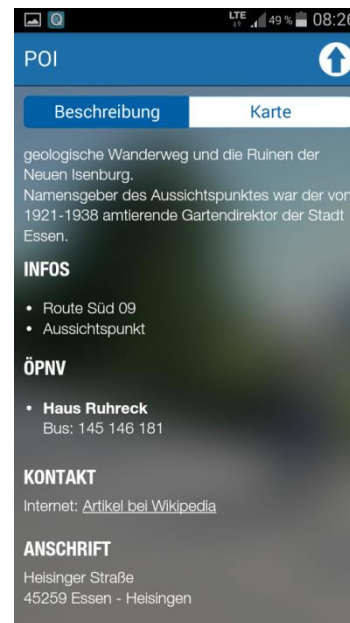 LTE 49 % 08:26
POI
Beschreibung Karte
geologische Wanderweg und die Ruinen der
Neuen Isenburg.
Namensgeber des Aussichtspunktes war der von
1921-1938 amtierende Gartendirektor der Stadt
Essen.
INFOS
• Route Süd 09
• Aussichtspunkt
ÖPNV
• Haus Ruhreck
Bus: 145 146 181
KONTAKT
Internet: Artikel bei Wikipedia
ANSCHRIFT
Heisinger Straße
45259 Essen - Heisingen